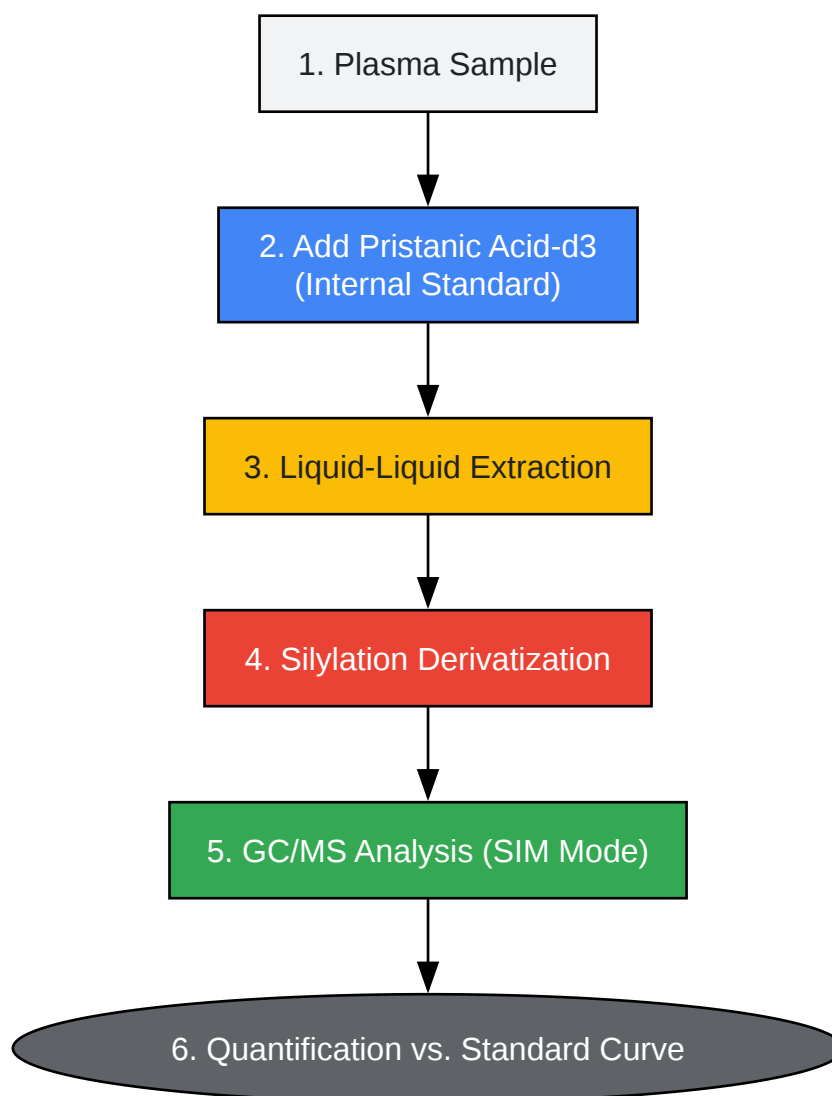 1. Plasma Sample
2. Add Pristanic Acid-d3
(Internal Standard)
3. Liquid-Liquid Extraction
4. Silylation Derivatization
5. GC/MS Analysis (SIM Mode)
6. Quantification vs. Standard Curve